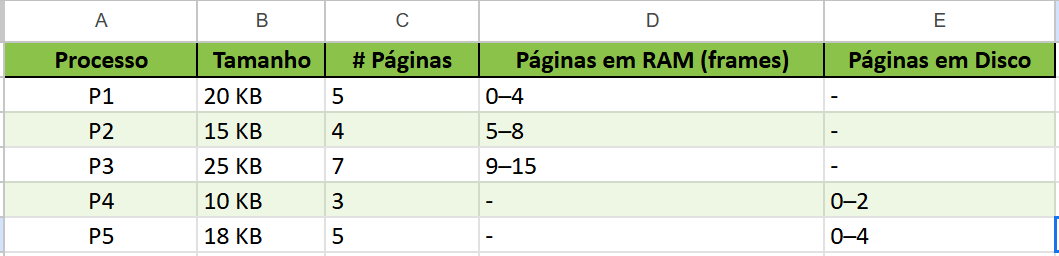 A B C D E
Processo Tamanho # Páginas Páginas em RAM (frames) Páginas em Disco
P1 20 KB 5 0–4 -
P2 15 KB 4 5–8 -
P3 25 KB 7 9–15 -
P4 10 KB 3 - 0–2
P5 18 KB 5 - 0–4